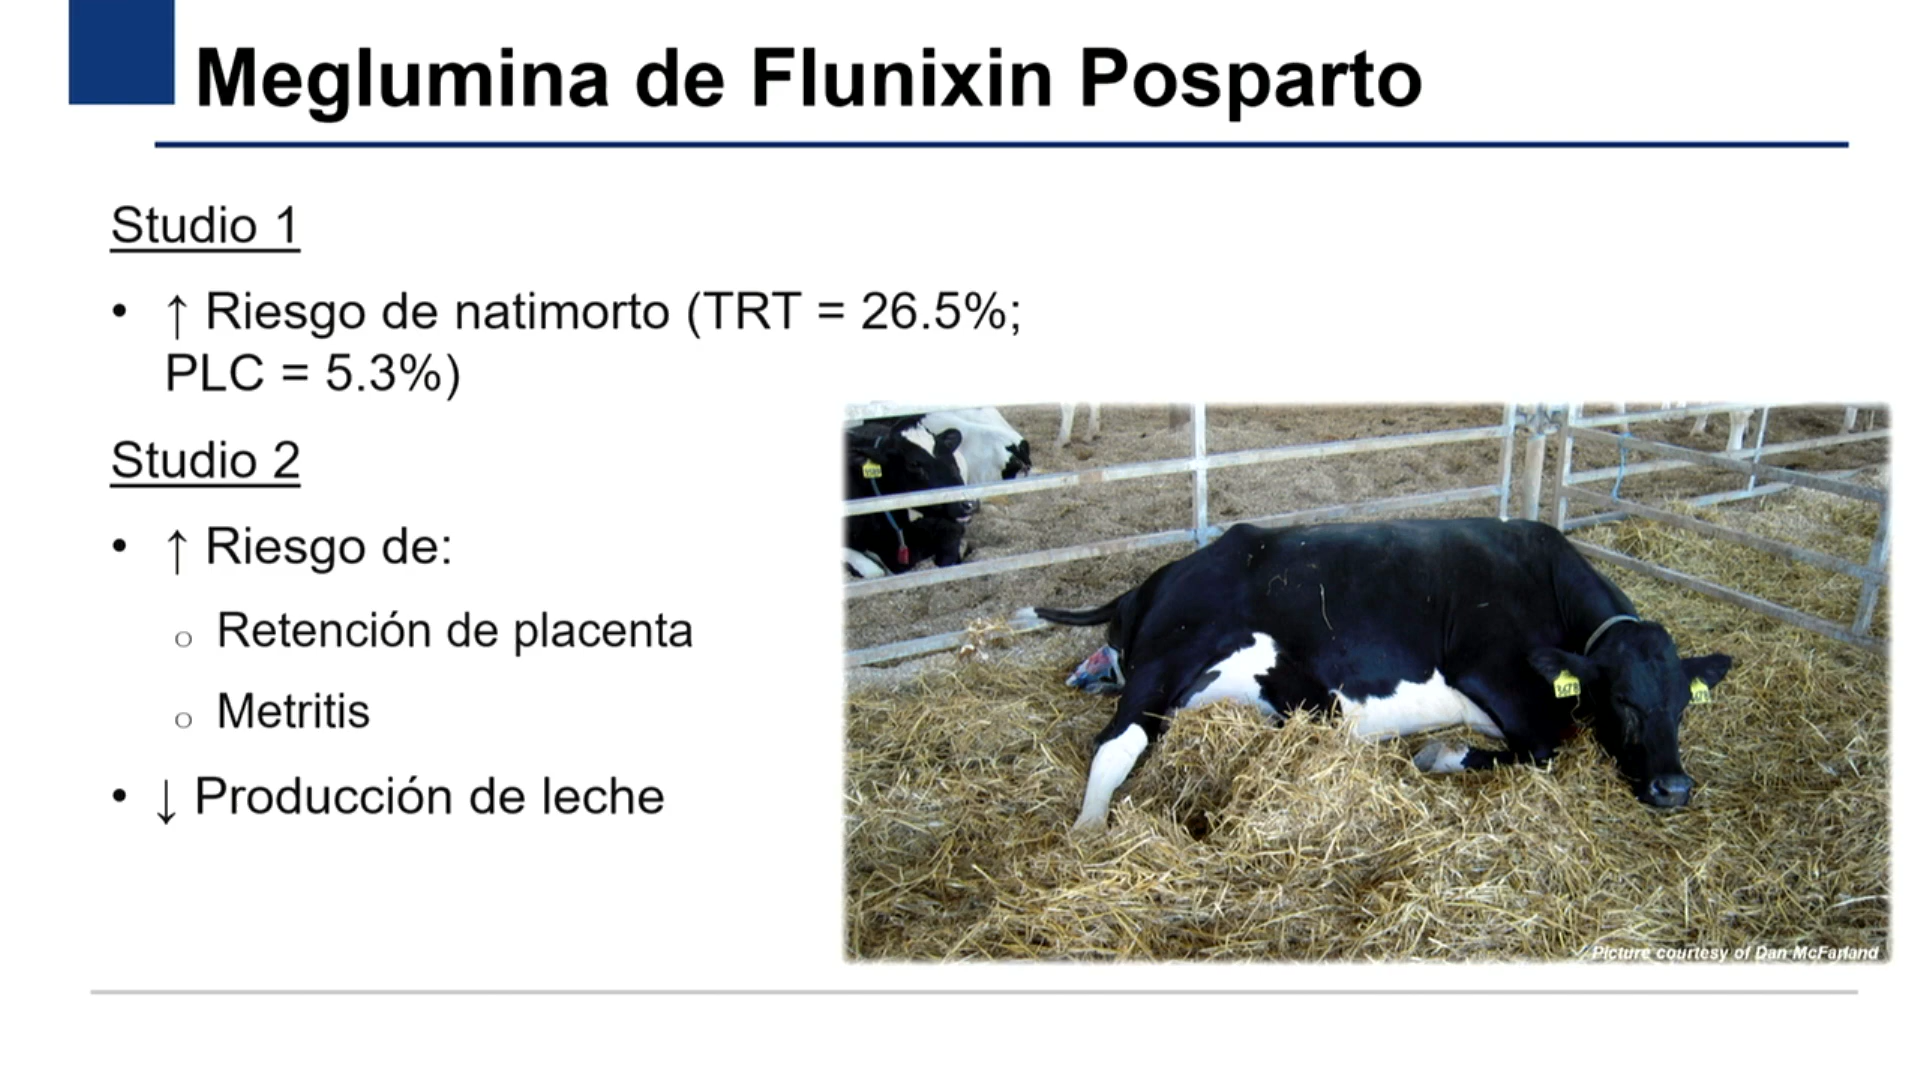 Meglumina de Flunixin Posparto
Studio 1
• ↑ Riesgo de natimorto (TRT = 26.5%;
PLC = 5.3%)
Studio 2
• ↑ Riesgo de:
o Retención de placenta
o Metritis
• ↓ Producción de leche
Picture courtesy of Dan McFarland